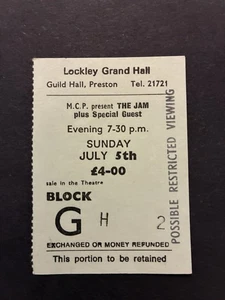 Lockley Grand Hall
Guild Hall, Preston Tel. 21721
M.C.P. present THE JAM
plus Special Guest
Evening 7-30 p.m.
SUNDAY
JULY 5th
£4-00
sale in the Theatre
BLOCK
G H 2
EXCHANGED OR MONEY REFUNDED
This portion to be retained
POSSIBLE RESTRICTED VIEWING